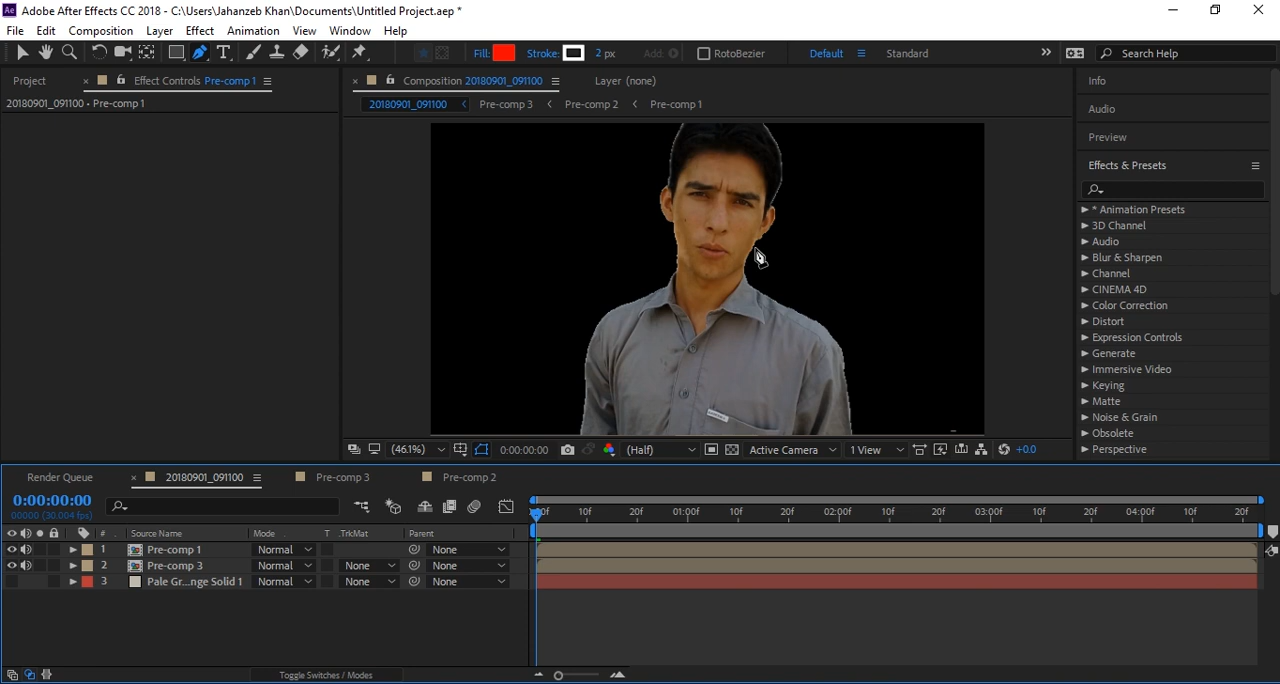 Ae Adobe After Effects CC 2018 - C:\Users\Jahanzeb Khan\Documents\Untitled Project.aep *
File Edit Composition Layer Effect Animation View Window Help
Fill: Stroke: 2 px Add: RotoBezier Default Standard Search Help
Project Effect Controls Pre-comp 1
20180901_091100 • Pre-comp 1
Composition 20180901_091100 Layer (none)
20180901_091100 Pre-comp 3 Pre-comp 2 Pre-comp 1
Info
Audio
Preview
Effects & Presets
* Animation Presets
3D Channel
Audio
Blur & Sharpen
Channel
CINEMA 4D
Color Correction
Distort
Expression Controls
Generate
Immersive Video
Keying
Matte
Noise & Grain
Obsolete
Perspective
(46.1%) 0:00:00:00 (Half) Active Camera 1 View +0.0
Render Queue 20180901_091100 Pre-comp 3 Pre-comp 2
0:00:00:00
00000 (30.004 fps)
10f 20f 01:00f 10f 20f 02:00f 10f 20f 03:00f 10f 20f 04:00f 10f 20f
# Source Name Mode T .TrkMat Parent
1 Pre-comp 1 Normal None
2 Pre-comp 3 Normal None None
3 Pale Gr...nge Solid 1 Normal None None
Toggle Switches / Modes